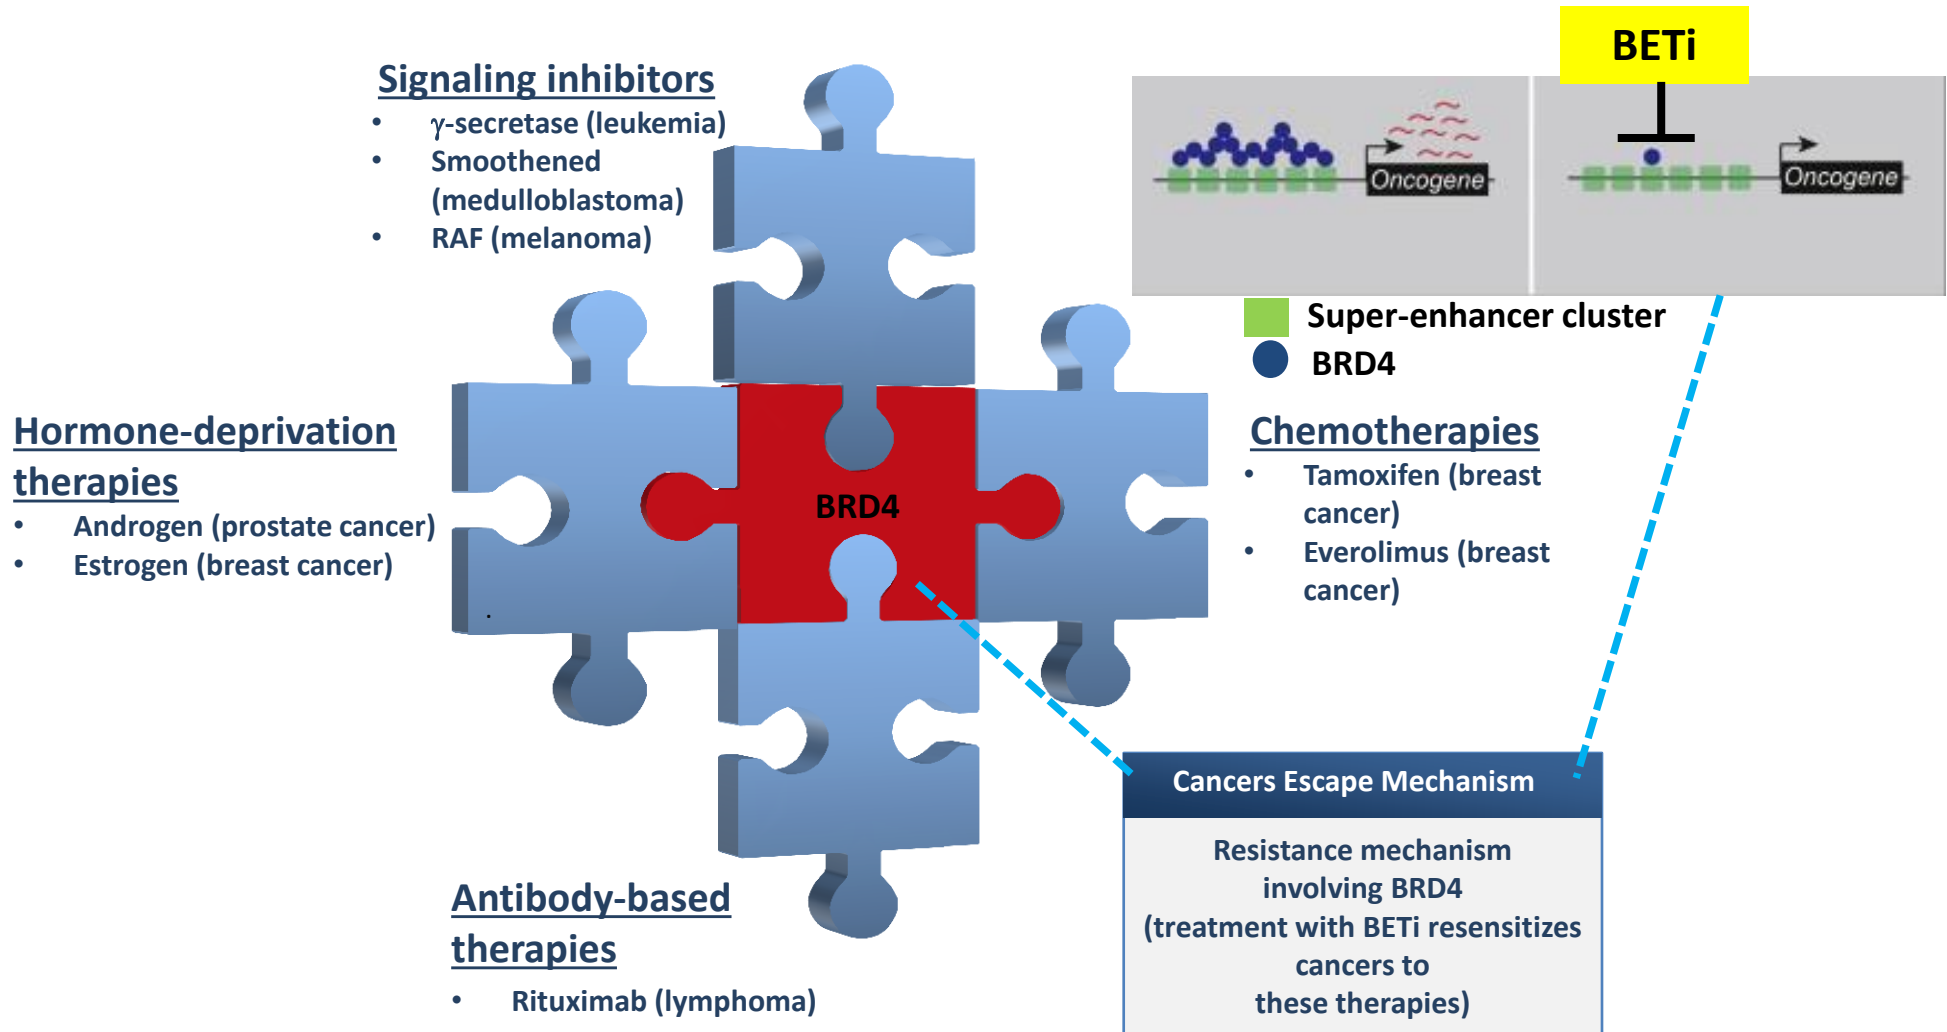 BETi
Signaling inhibitors
• γ-secretase (leukemia)
• Smoothened
(medulloblastoma)
• RAF (melanoma)
Oncogene
Oncogene
Super-enhancer cluster
BRD4
Hormone-deprivation
therapies
• Androgen (prostate cancer)
• Estrogen (breast cancer)
BRD4
Chemotherapies
• Tamoxifen (breast
cancer)
• Everolimus (breast
cancer)
Cancers Escape Mechanism
Resistance mechanism
involving BRD4
(treatment with BETi resensitizes
cancers to
these therapies)
Antibody-based
therapies
• Rituximab (lymphoma)